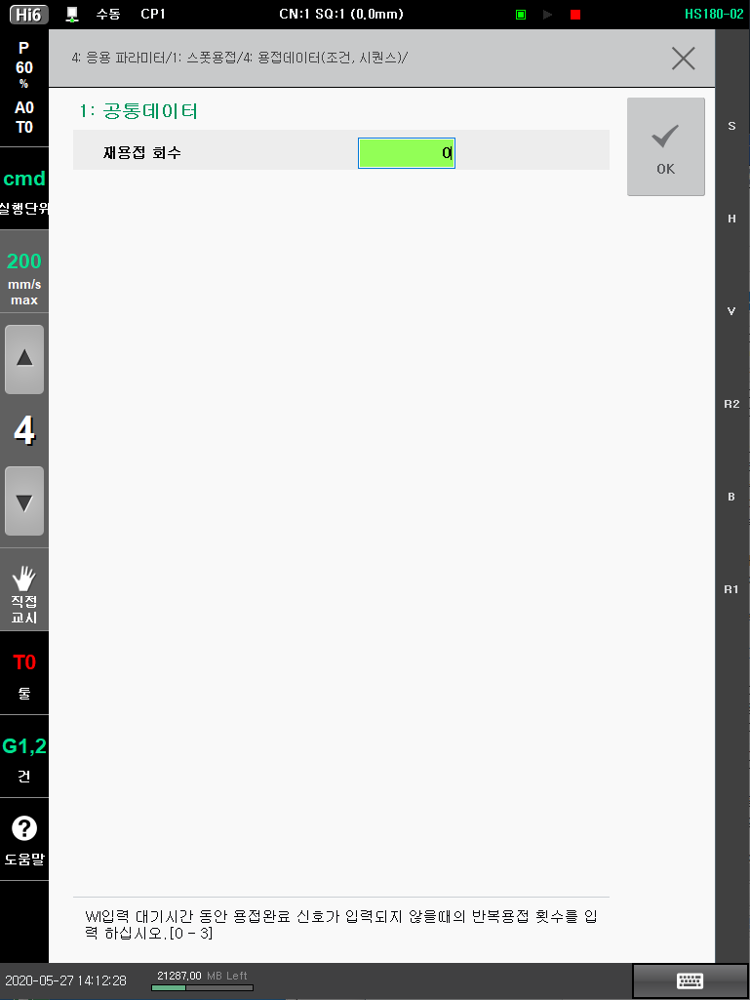 Hi6 수동 CP1 CN:1 SQ:1 (0.0mm) HS180-02
P
60
%
A0
T0
cmd
실행단위
200
mm/s
max
4
직접
교시
T0
툴
G1,2
건
?
도움말
4: 응용 파라미터/1: 스폿용접/4: 용접데이터(조건, 시퀀스)/
1: 공통데이터
재용접 회수 0
OK
WI입력 대기시간 동안 용접완료 신호가 입력되지 않을때의 반복용접 횟수를 입
력 하십시오.[0 - 3]
S
H
V
R2
B
R1
2020-05-27 14:12:28 21287.00 MB Left